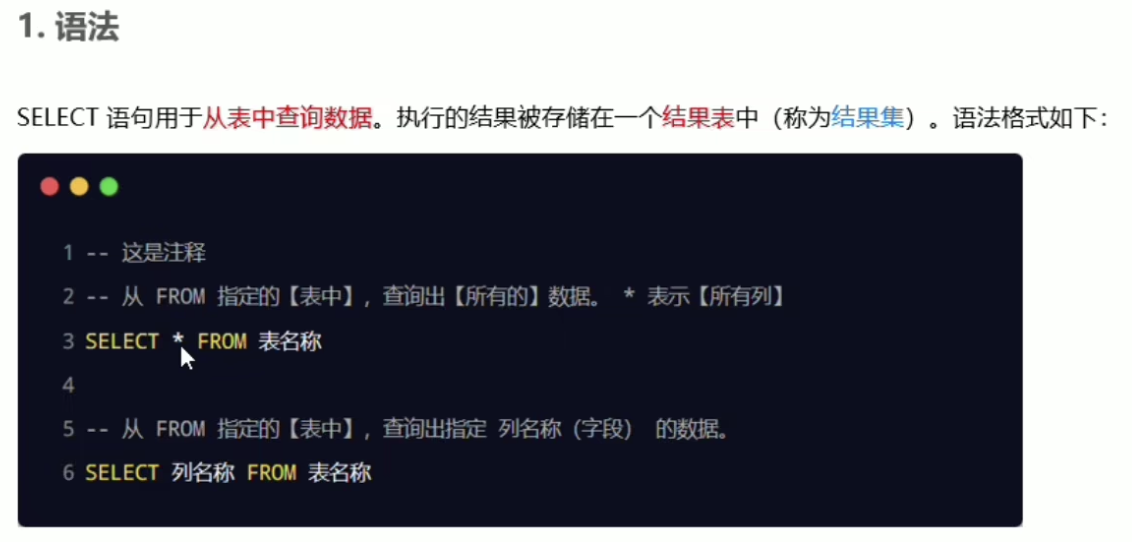 1. 语法
SELECT 语句用于从表中查询数据。执行的结果被存储在一个结果表中（称为结果集）。语法格式如下：
1 -- 这是注释
2 -- 从 FROM 指定的【表中】，查询出【所有的】数据。 * 表示【所有列】
3 SELECT * FROM 表名称
4
5 -- 从 FROM 指定的【表中】，查询出指定 列名称（字段） 的数据。
6 SELECT 列名称 FROM 表名称